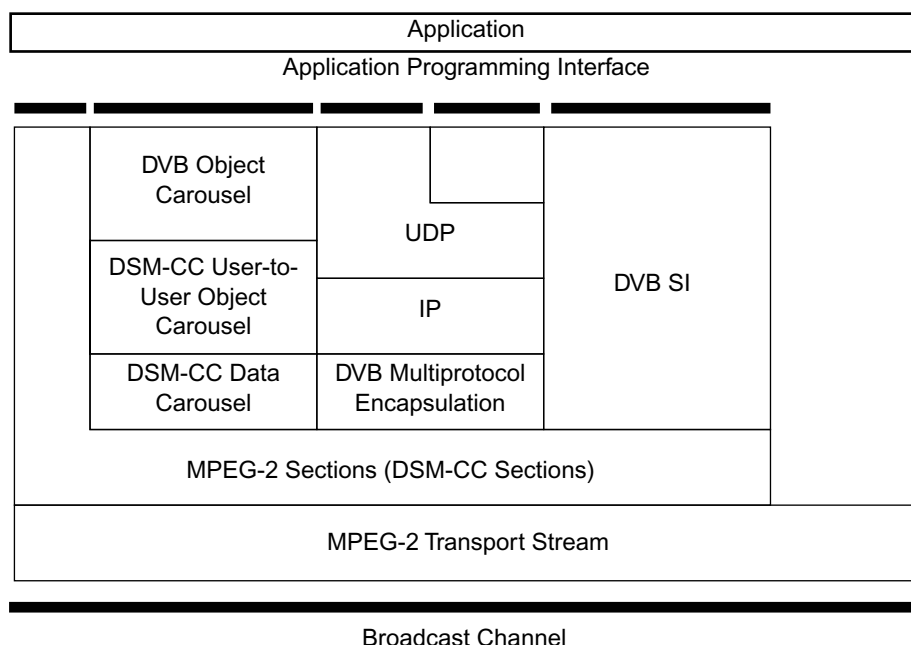 Application
Application Programming Interface
DVB Object
Carousel
UDP
DSM-CC User-to-
User Object
Carousel
IP
DVB SI
DSM-CC Data
Carousel
DVB Multiprotocol
Encapsulation
MPEG-2 Sections (DSM-CC Sections)
MPEG-2 Transport Stream
Broadcast Channel